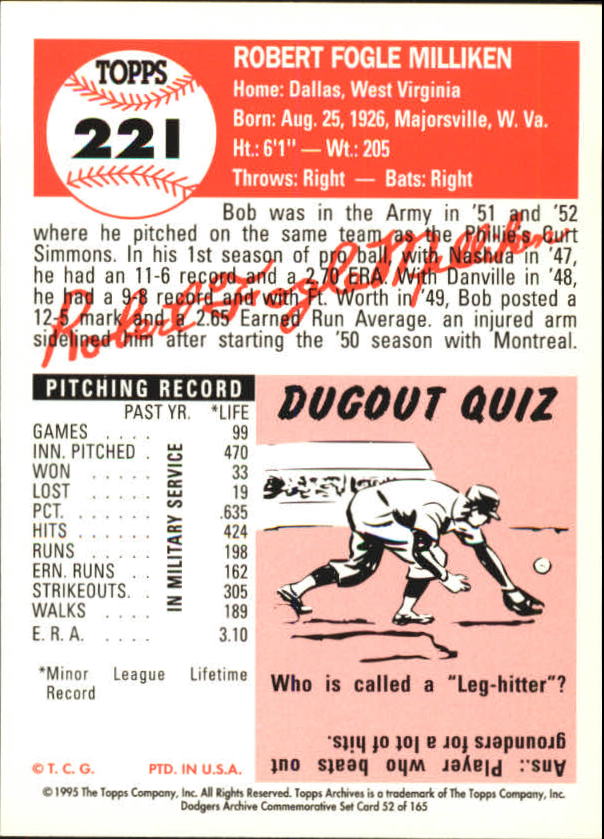 TOPPS
221
ROBERT FOGLE MILLIKEN
Home: Dallas, West Virginia
Born: Aug. 25, 1926, Majorsville, W. Va.
Ht.: 6'1" — Wt.: 205
Throws: Right — Bats: Right
Bob was in the Army in '51 and '52
where he pitched on the same team as the Phillie's Curt
Simmons. In his 1st season of pro ball, with Nashua in '47,
he had an 11-6 record and a 2.70 ERA. With Danville in '48,
he had a 9-8 record and with Ft. Worth in '49, Bob posted a
12-5 mark and a 2.65 Earned Run Average. an injured arm
sidelined him after starting the '50 season with Montreal.
Robert Fogle Milliken
PITCHING RECORD
PAST YR. *LIFE
GAMES . . . . 99
INN. PITCHED . 470
WON . . . . . 33
LOST . . . . . 19
PCT. . . . . . .635
HITS . . . . . 424
RUNS . . . . . 198
ERN. RUNS . . 162
STRIKEOUTS. . 305
WALKS . . . . 189
E. R. A. . . . . 3.10
IN MILITARY SERVICE
*Minor League Lifetime
Record
DUGOUT QUIZ
Who is called a "Leg-hitter"?
Ans.: Player who beats out
grounders for a lot of hits.
© T. C. G. PTD. IN U.S.A.
© 1995 The Topps Company, Inc. All Rights Reserved. Topps Archives is a trademark of The Topps Company, Inc.
Dodgers Archive Commemorative Set Card 52 of 165